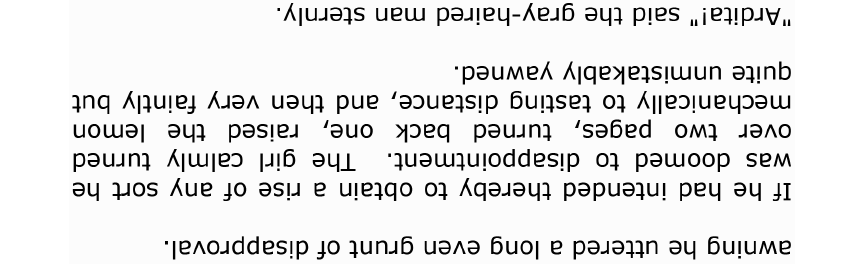 awning he uttered a long even grunt of disapproval.
If he had intended thereby to obtain a rise of any sort he
was doomed to disappointment. The girl calmly turned
over two pages, turned back one, raised the lemon
mechanically to tasting distance, and then very faintly but
quite unmistakably yawned.
"Ardita!" said the gray-haired man sternly.